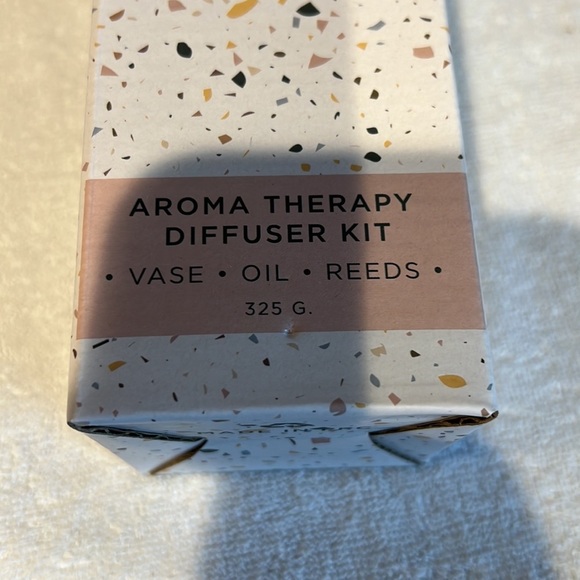 AROMA THERAPY
DIFFUSER KIT
• VASE • OIL • REEDS •
325 G.